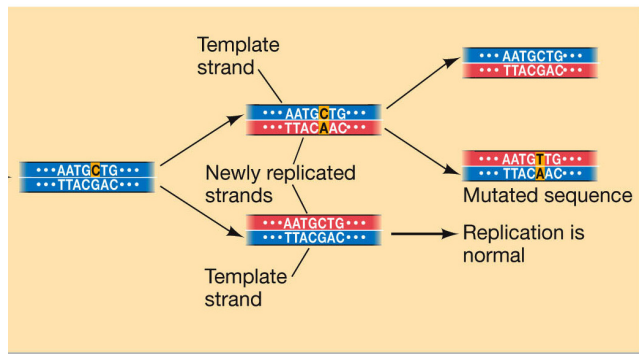 Template
strand
··· AATGCTG···
··· TTACGAC···
··· AATGCTG···
··· TTACAAC···
···AATGCTG···
···TTACGAC···
Newly replicated
strands
··· AATGTTG···
··· TTACAAC···
Mutated sequence
···AATGCTG···
···TTACGAC···
Replication is
normal
Template
strand